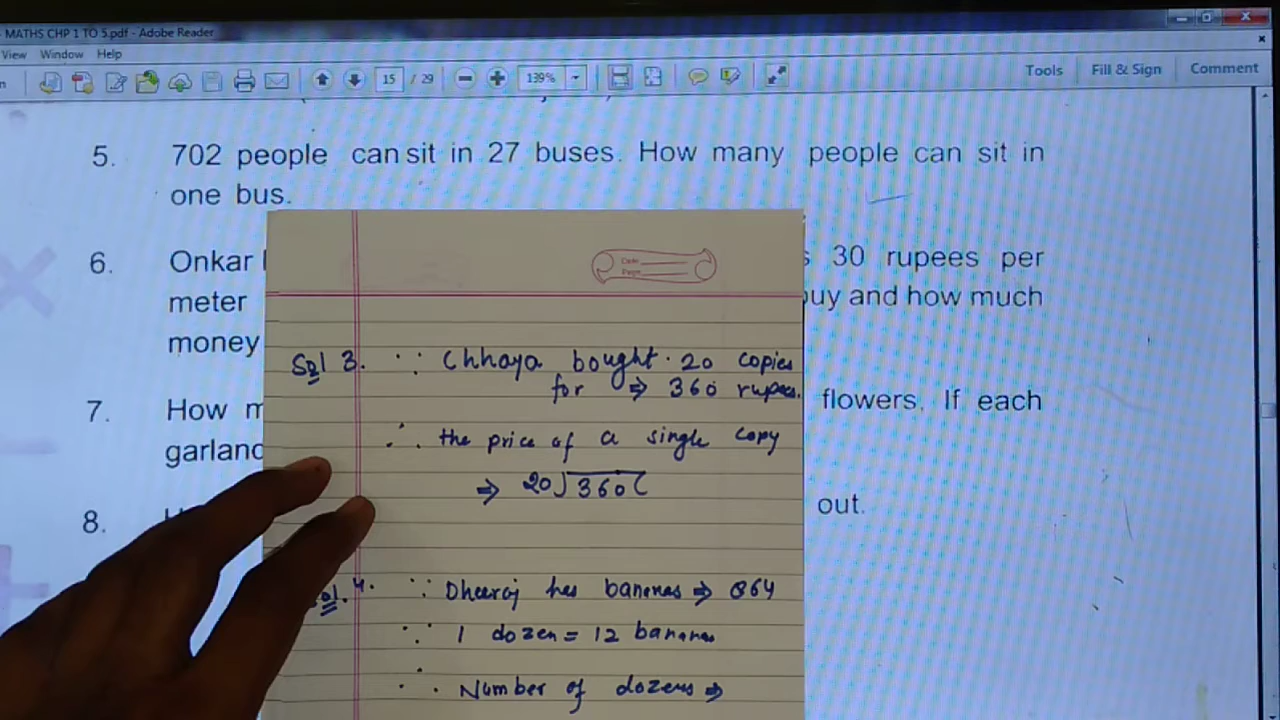 MATHS CHP 1 TO 5.pdf - Adobe Reader
View Window Help
15 / 29 139% Tools Fill & Sign Comment
5. 702 people can sit in 27 buses. How many people can sit in
one bus.
6. Onkar 30 rupees per
meter buy and how much
money
7. How flowers. If each
garland
8. out.
Date
Page
Sol 3. ∵ Chhaya bought 20 copies
for ⇒ 360 rupees.
∴ the price of a single copy
⇒ 20)360(
Sol. 4. ∵ Dheeraj has bananas ⇒ 864
∵ 1 dozen = 12 bananas
∴ Number of dozens ⇒